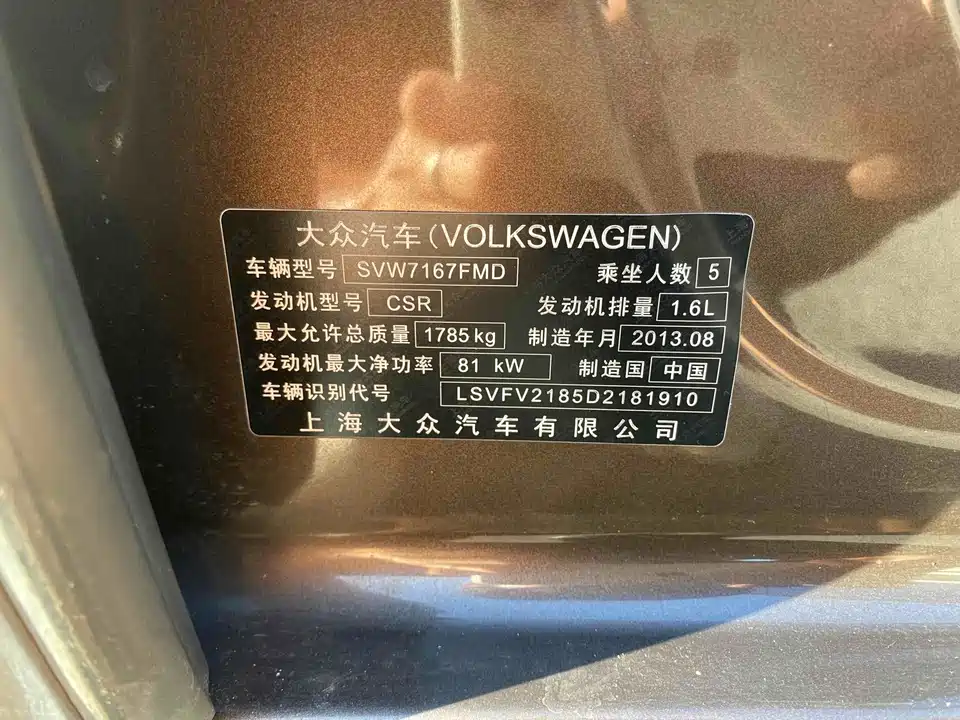 大众汽车(VOLKSWAGEN)
车辆型号 SVW7167FMD 乘坐人数 5
发动机型号 CSR 发动机排量 1.6L
最大允许总质量 1785kg 制造年月 2013.08
发动机最大净功率 81 kW 制造国 中国
车辆识别代号 LSVFV2185D2181910
上海大众汽车有限公司